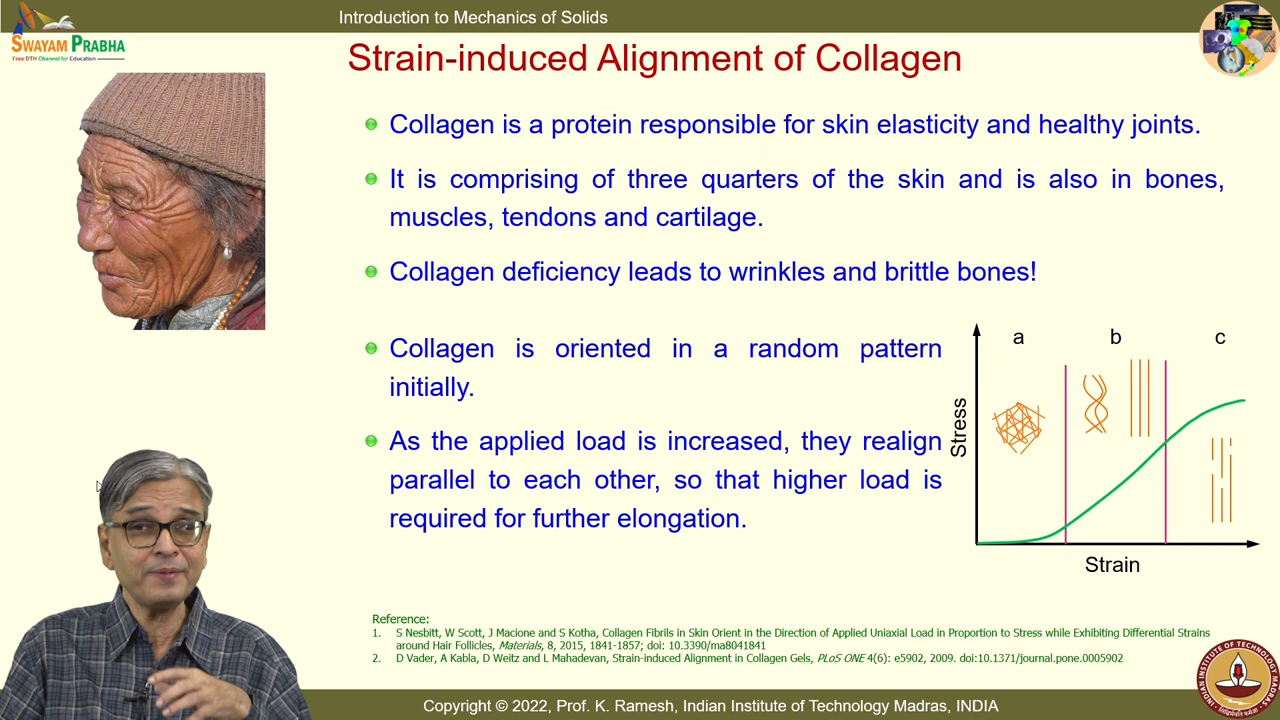 Introduction to Mechanics of Solids
SWAYAM PRABHA
Free DTH Channel for Education
Strain-induced Alignment of Collagen
Collagen is a protein responsible for skin elasticity and healthy joints.
It is comprising of three quarters of the skin and is also in bones,
muscles, tendons and cartilage.
Collagen deficiency leads to wrinkles and brittle bones!
Collagen is oriented in a random pattern
initially.
As the applied load is increased, they realign
parallel to each other, so that higher load is
required for further elongation.
a b c
Stress
Strain
Reference:
1. S Nesbitt, W Scott, J Macione and S Kotha, Collagen Fibrils in Skin Orient in the Direction of Applied Uniaxial Load in Proportion to Stress while Exhibiting Differential Strains
around Hair Follicles, Materials, 8, 2015, 1841-1857; doi: 10.3390/ma8041841
2. D Vader, A Kabla, D Weitz and L Mahadevan, Strain-induced Alignment in Collagen Gels, PLoS ONE 4(6): e5902, 2009. doi:10.1371/journal.pone.0005902
INDIAN INSTITUTE OF TECHNOLOGY MADRAS
Copyright © 2022, Prof. K. Ramesh, Indian Institute of Technology Madras, INDIA